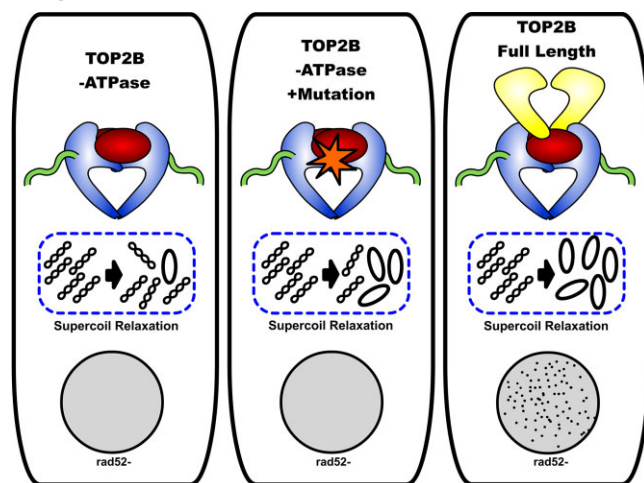 TOP2B
-ATPase
Supercoil Relaxation
rad52-
TOP2B
-ATPase
+Mutation
Supercoil Relaxation
rad52-
TOP2B
Full Length
Supercoil Relaxation
rad52-